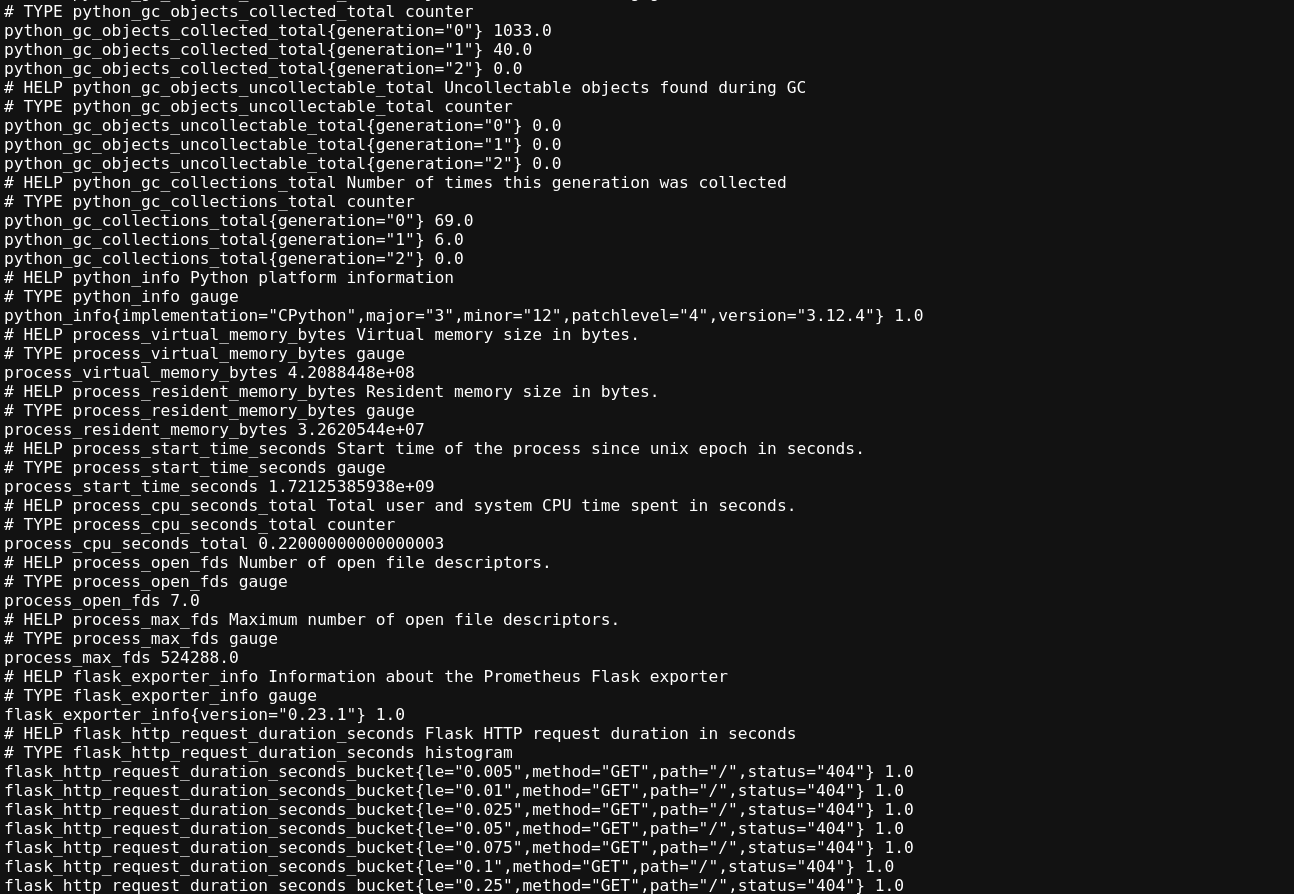 # TYPE python_gc_objects_collected_total counter
python_gc_objects_collected_total{generation="0"} 1033.0
python_gc_objects_collected_total{generation="1"} 40.0
python_gc_objects_collected_total{generation="2"} 0.0
# HELP python_gc_objects_uncollectable_total Uncollectable objects found during GC
# TYPE python_gc_objects_uncollectable_total counter
python_gc_objects_uncollectable_total{generation="0"} 0.0
python_gc_objects_uncollectable_total{generation="1"} 0.0
python_gc_objects_uncollectable_total{generation="2"} 0.0
# HELP python_gc_collections_total Number of times this generation was collected
# TYPE python_gc_collections_total counter
python_gc_collections_total{generation="0"} 69.0
python_gc_collections_total{generation="1"} 6.0
python_gc_collections_total{generation="2"} 0.0
# HELP python_info Python platform information
# TYPE python_info gauge
python_info{implementation="CPython",major="3",minor="12",patchlevel="4",version="3.12.4"} 1.0
# HELP process_virtual_memory_bytes Virtual memory size in bytes.
# TYPE process_virtual_memory_bytes gauge
process_virtual_memory_bytes 4.2088448e+08
# HELP process_resident_memory_bytes Resident memory size in bytes.
# TYPE process_resident_memory_bytes gauge
process_resident_memory_bytes 3.2620544e+07
# HELP process_start_time_seconds Start time of the process since unix epoch in seconds.
# TYPE process_start_time_seconds gauge
process_start_time_seconds 1.72125385938e+09
# HELP process_cpu_seconds_total Total user and system CPU time spent in seconds.
# TYPE process_cpu_seconds_total counter
process_cpu_seconds_total 0.22000000000000003
# HELP process_open_fds Number of open file descriptors.
# TYPE process_open_fds gauge
process_open_fds 7.0
# HELP process_max_fds Maximum number of open file descriptors.
# TYPE process_max_fds gauge
process_max_fds 524288.0
# HELP flask_exporter_info Information about the Prometheus Flask exporter
# TYPE flask_exporter_info gauge
flask_exporter_info{version="0.23.1"} 1.0
# HELP flask_http_request_duration_seconds Flask HTTP request duration in seconds
# TYPE flask_http_request_duration_seconds histogram
flask_http_request_duration_seconds_bucket{le="0.005",method="GET",path="/",status="404"} 1.0
flask_http_request_duration_seconds_bucket{le="0.01",method="GET",path="/",status="404"} 1.0
flask_http_request_duration_seconds_bucket{le="0.025",method="GET",path="/",status="404"} 1.0
flask_http_request_duration_seconds_bucket{le="0.05",method="GET",path="/",status="404"} 1.0
flask_http_request_duration_seconds_bucket{le="0.075",method="GET",path="/",status="404"} 1.0
flask_http_request_duration_seconds_bucket{le="0.1",method="GET",path="/",status="404"} 1.0
flask_http_request_duration_seconds_bucket{le="0.25",method="GET",path="/",status="404"} 1.0